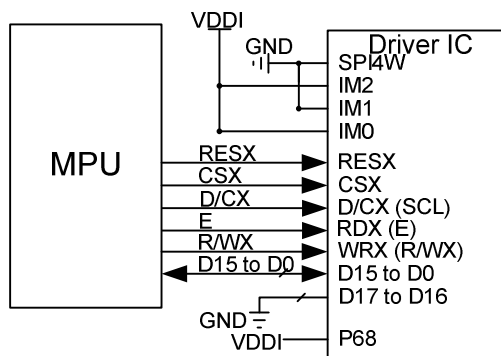 VDDI
GND
Driver IC
SPI4W
IM2
IM1
IM0
MPU
RESX
RESX
CSX
CSX
D/CX
D/CX (SCL)
E
RDX (E)
R/WX
WRX (R/WX)
D15 to D0
D15 to D0
D17 to D16
GND
VDDI
P68